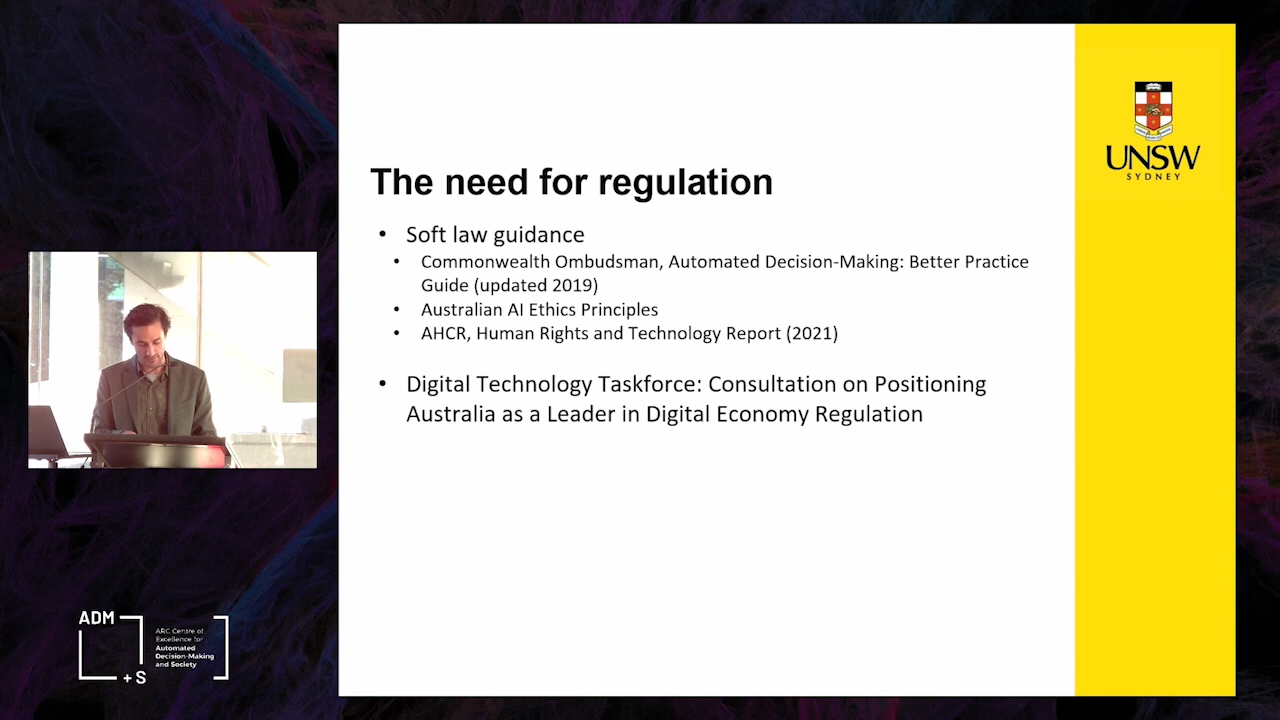 The need for regulation
• Soft law guidance
• Commonwealth Ombudsman, Automated Decision-Making: Better Practice
Guide (updated 2019)
• Australian AI Ethics Principles
• AHCR, Human Rights and Technology Report (2021)
• Digital Technology Taskforce: Consultation on Positioning
Australia as a Leader in Digital Economy Regulation
UNSW
SYDNEY
ADM
+ S
ARC Centre of
Excellence for
Automated
Decision-Making
and Society